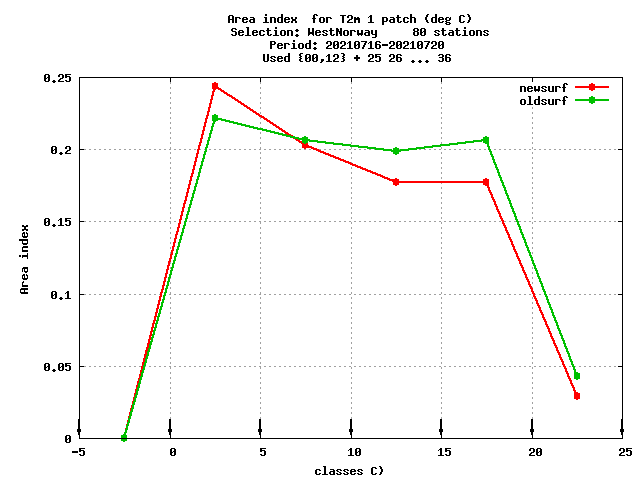 Area index  for T2m 1 patch (deg C)
Selection: WestNorway     80 stations
Period: 20210716-20210720
Used {00,12} + 25 26 ... 36
newsurf
oldsurf
0.25
0.2
0.15
0.1
0.05
0
Area index
-5 0 5 10 15 20 25
classes C)